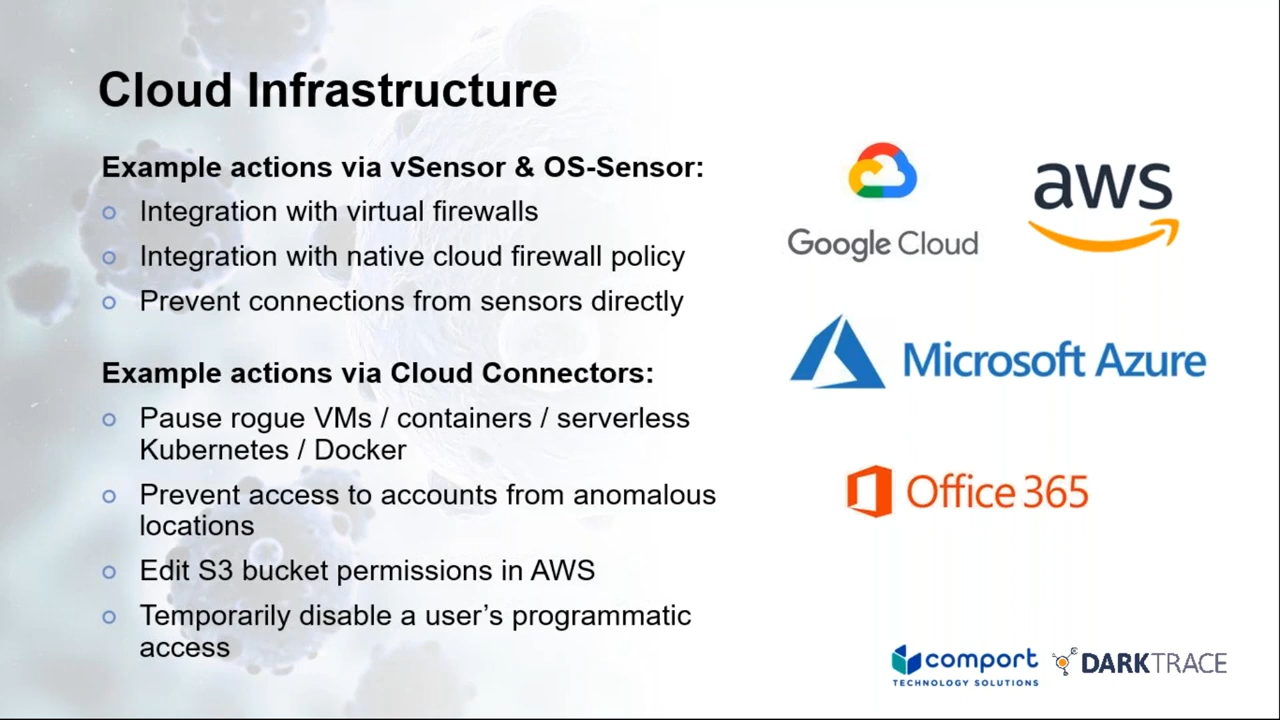 Cloud Infrastructure
Example actions via vSensor & OS-Sensor:
Integration with virtual firewalls
Integration with native cloud firewall policy
Prevent connections from sensors directly
Example actions via Cloud Connectors:
Pause rogue VMs / containers / serverless
Kubernetes / Docker
Prevent access to accounts from anomalous
locations
Edit S3 bucket permissions in AWS
Temporarily disable a user’s programmatic
access
Google Cloud
aws
Microsoft Azure
Office 365
comport
TECHNOLOGY SOLUTIONS
DARKTRACE